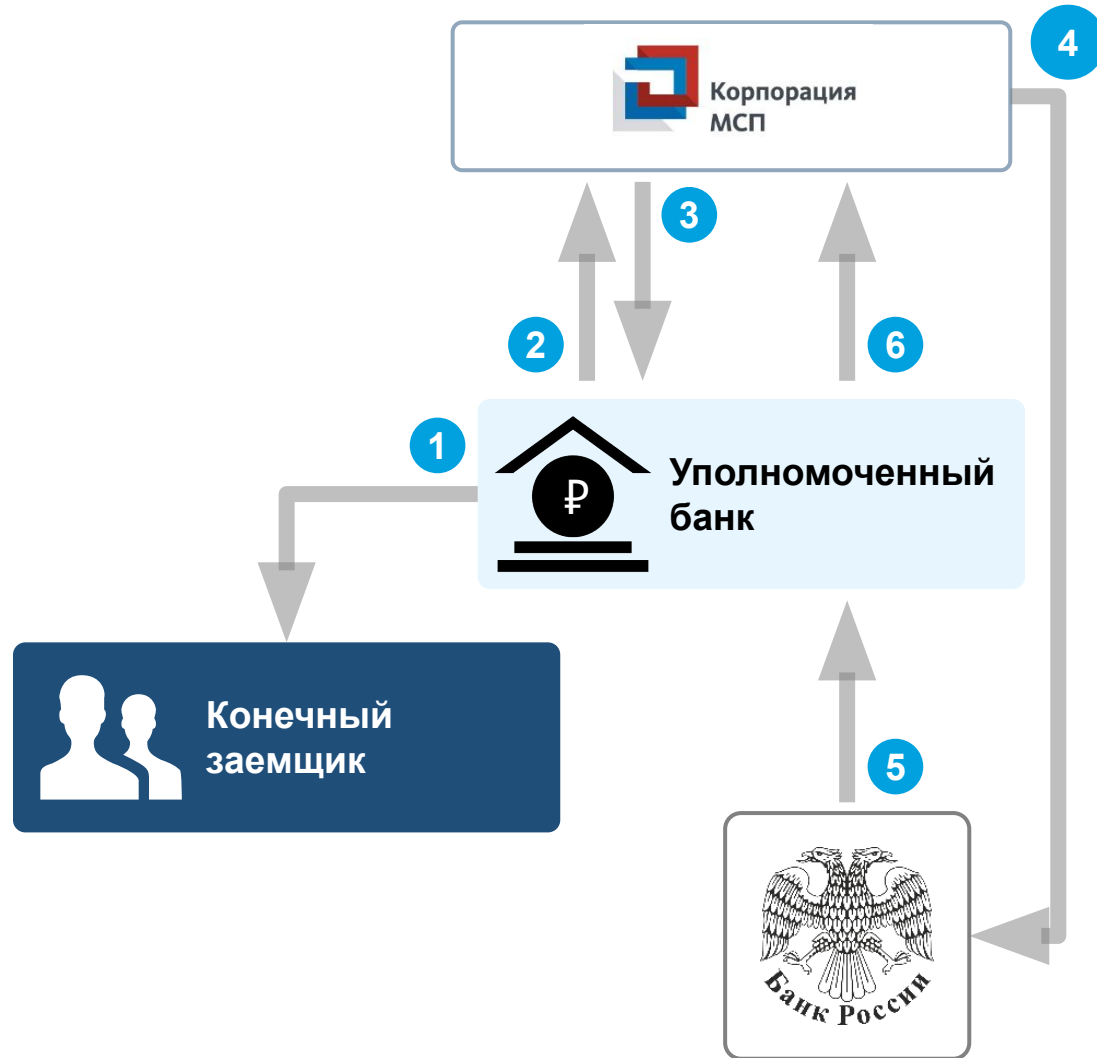 4
Корпорация
МСП
3
2
6
1
₽
Уполномоченный
банк
Конечный
заемщик
5
Банк России